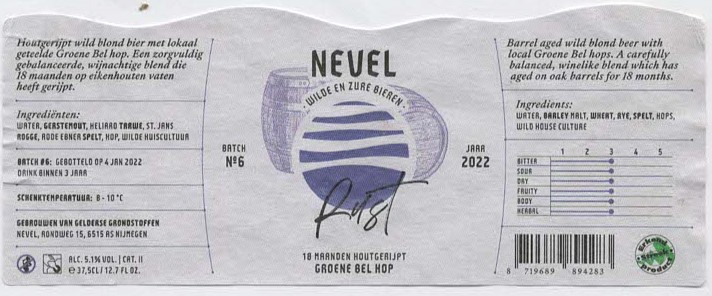 Houtgerijpt wild blond bier met lokaal
geteelde Groene Bel hop. Een zorgvuldig
gebalanceerde, wijnachtige blend die
18 maanden op eikenhouten vaten
heeft gerijpt.
Ingrediënten:
WATER, GERSTEMOUT, HELIARO TARWE, ST. JANS
ROGGE, RODE EBNER SPELT, HOP, WILDE HUISCULTUUR
BATCH #6: GEBOTTELD OP 4 JAN 2022
DRINK BINNEN 3 JAAR
SCHENKTEMPERATUUR: 8 - 10 °C
GEBROUWEN VAN GELDERSE GRONDSTOFFEN
NEVEL, RONDWEG 15, 6515 AS NIJMEGEN
ALC. 5.1% VOL. | CAT. II
e 37,5CL / 12.7 FL OZ.
NEVEL
WILDE EN ZURE BIEREN
BATCH
Nº6
JAAR
2022
Rust
18 MAANDEN HOUTGERIJPT
GROENE BEL HOP
Barrel aged wild blond beer with
local Groene Bel hops. A carefully
balanced, winelike blend which has
aged on oak barrels for 18 months.
Ingredients:
WATER, BARLEY MALT, WHEAT, RYE, SPELT, HOPS,
WILD HOUSE CULTURE
1 2 3 4 5
BITTER
SOUR
DRY
FRUITY
BODY
HERBAL
8 719689 894283
Erkend
Streek
product